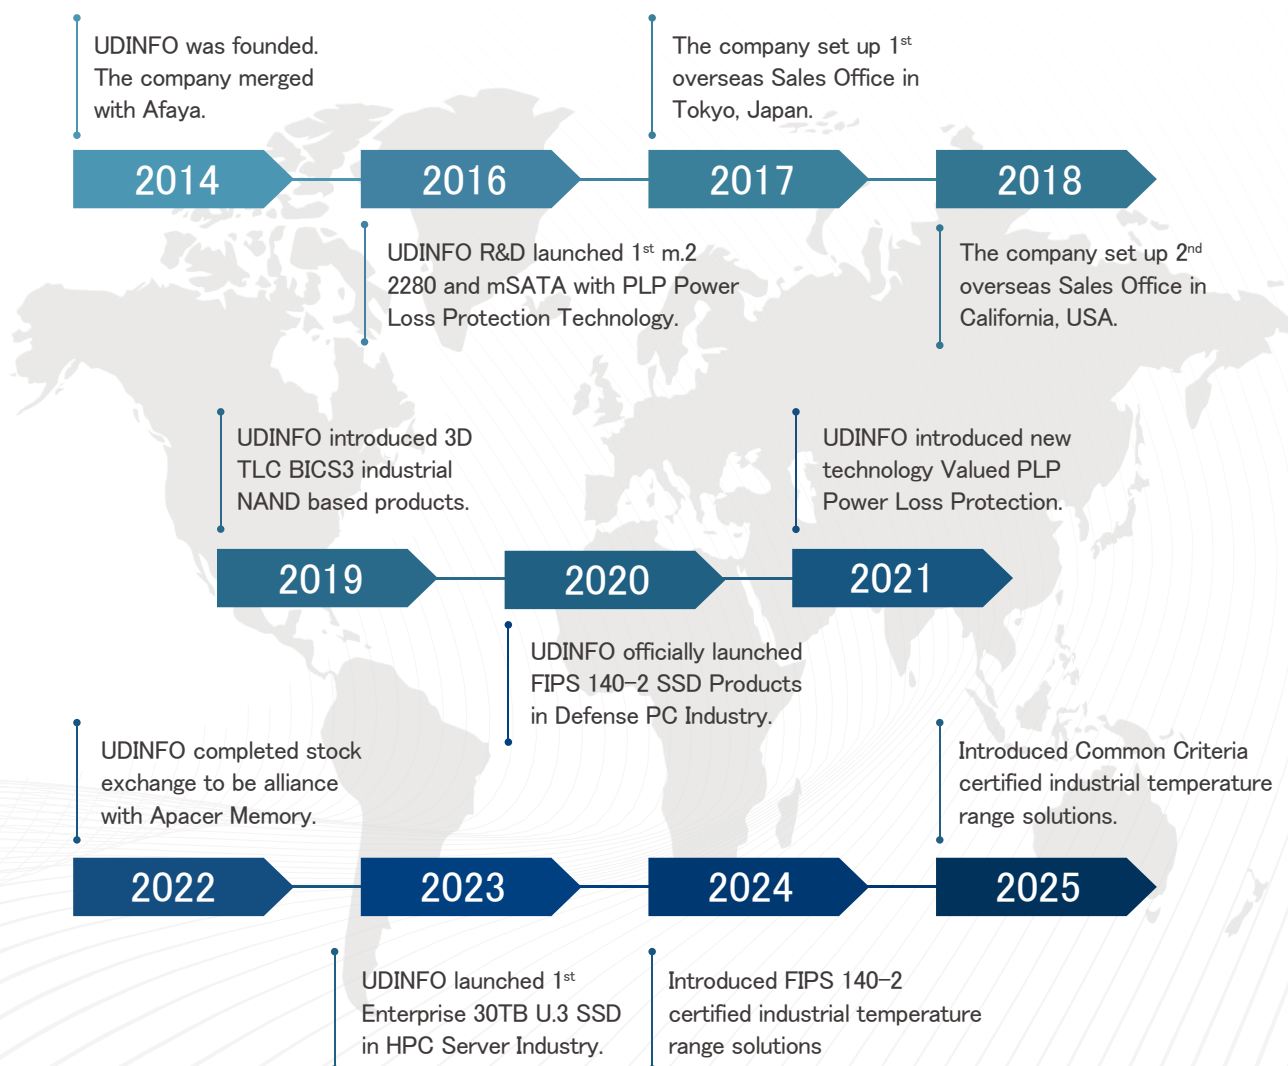 UDINFO was founded.
The company merged
with Afaya.
The company set up 1st
overseas Sales Office in
Tokyo, Japan.
2014
2016
2017
2018
UDINFO R&D launched 1st m.2
2280 and mSATA with PLP Power
Loss Protection Technology.
The company set up 2nd
overseas Sales Office in
California, USA.
UDINFO introduced 3D
TLC BICS3 industrial
NAND based products.
UDINFO introduced new
technology Valued PLP
Power Loss Protection.
2019
2020
2021
UDINFO officially launched
FIPS 140-2 SSD Products
in Defense PC Industry.
UDINFO completed stock
exchange to be alliance
with Apacer Memory.
Introduced Common Criteria
certified industrial temperature
range solutions.
2022
2023
2024
2025
UDINFO launched 1st
Enterprise 30TB U.3 SSD
in HPC Server Industry.
Introduced FIPS 140-2
certified industrial temperature
range solutions